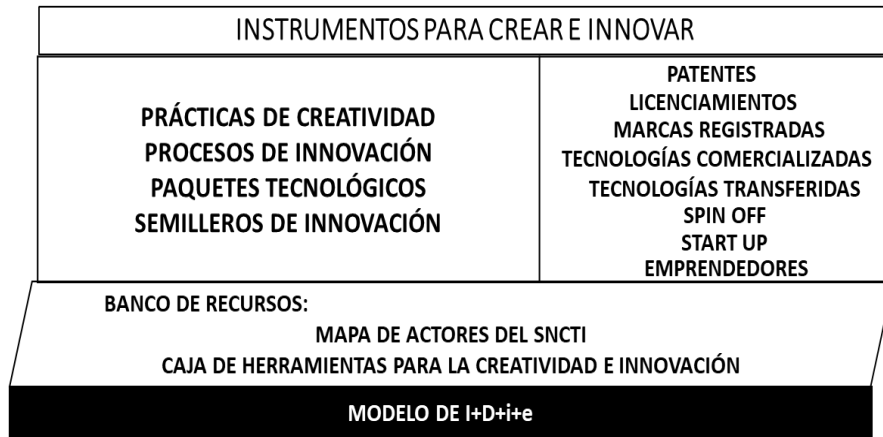 INSTRUMENTOS PARA CREAR E INNOVAR
PRÁCTICAS DE CREATIVIDAD
PROCESOS DE INNOVACIÓN
PAQUETES TECNOLÓGICOS
SEMILLEROS DE INNOVACIÓN
PATENTES
LICENCIAMIENTOS
MARCAS REGISTRADAS
TECNOLOGÍAS COMERCIALIZADAS
TECNOLOGÍAS TRANSFERIDAS
SPIN OFF
START UP
EMPRENDEDORES
BANCO DE RECURSOS:
MAPA DE ACTORES DEL SNCTI
CAJA DE HERRAMIENTAS PARA LA CREATIVIDAD E INNOVACIÓN
MODELO DE I+D+i+e